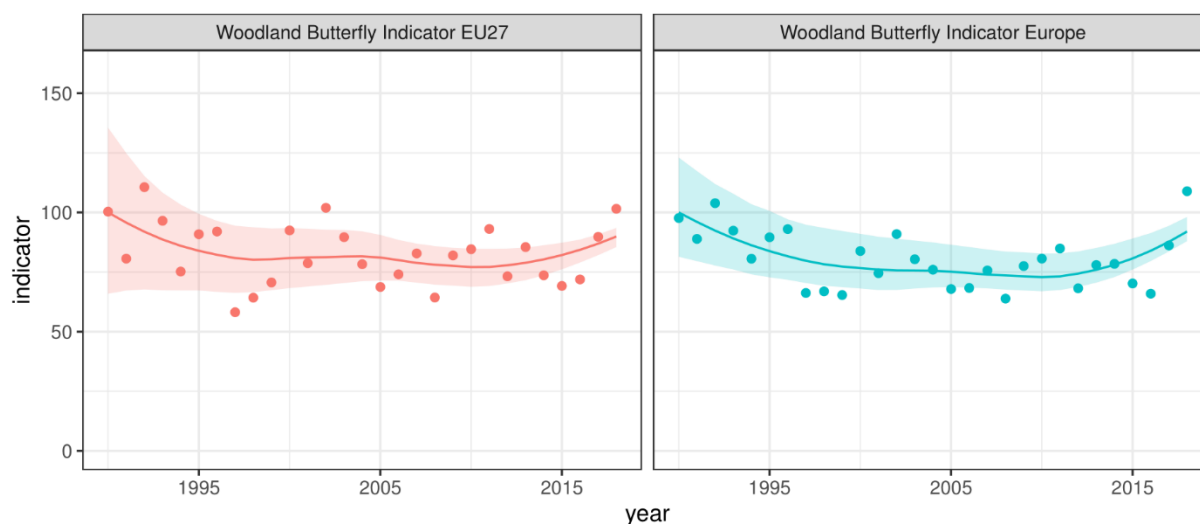 Woodland Butterfly Indicator EU27
Woodland Butterfly Indicator Europe
indicator
150
100
50
0
1995
2005
2015
1995
2005
2015
year